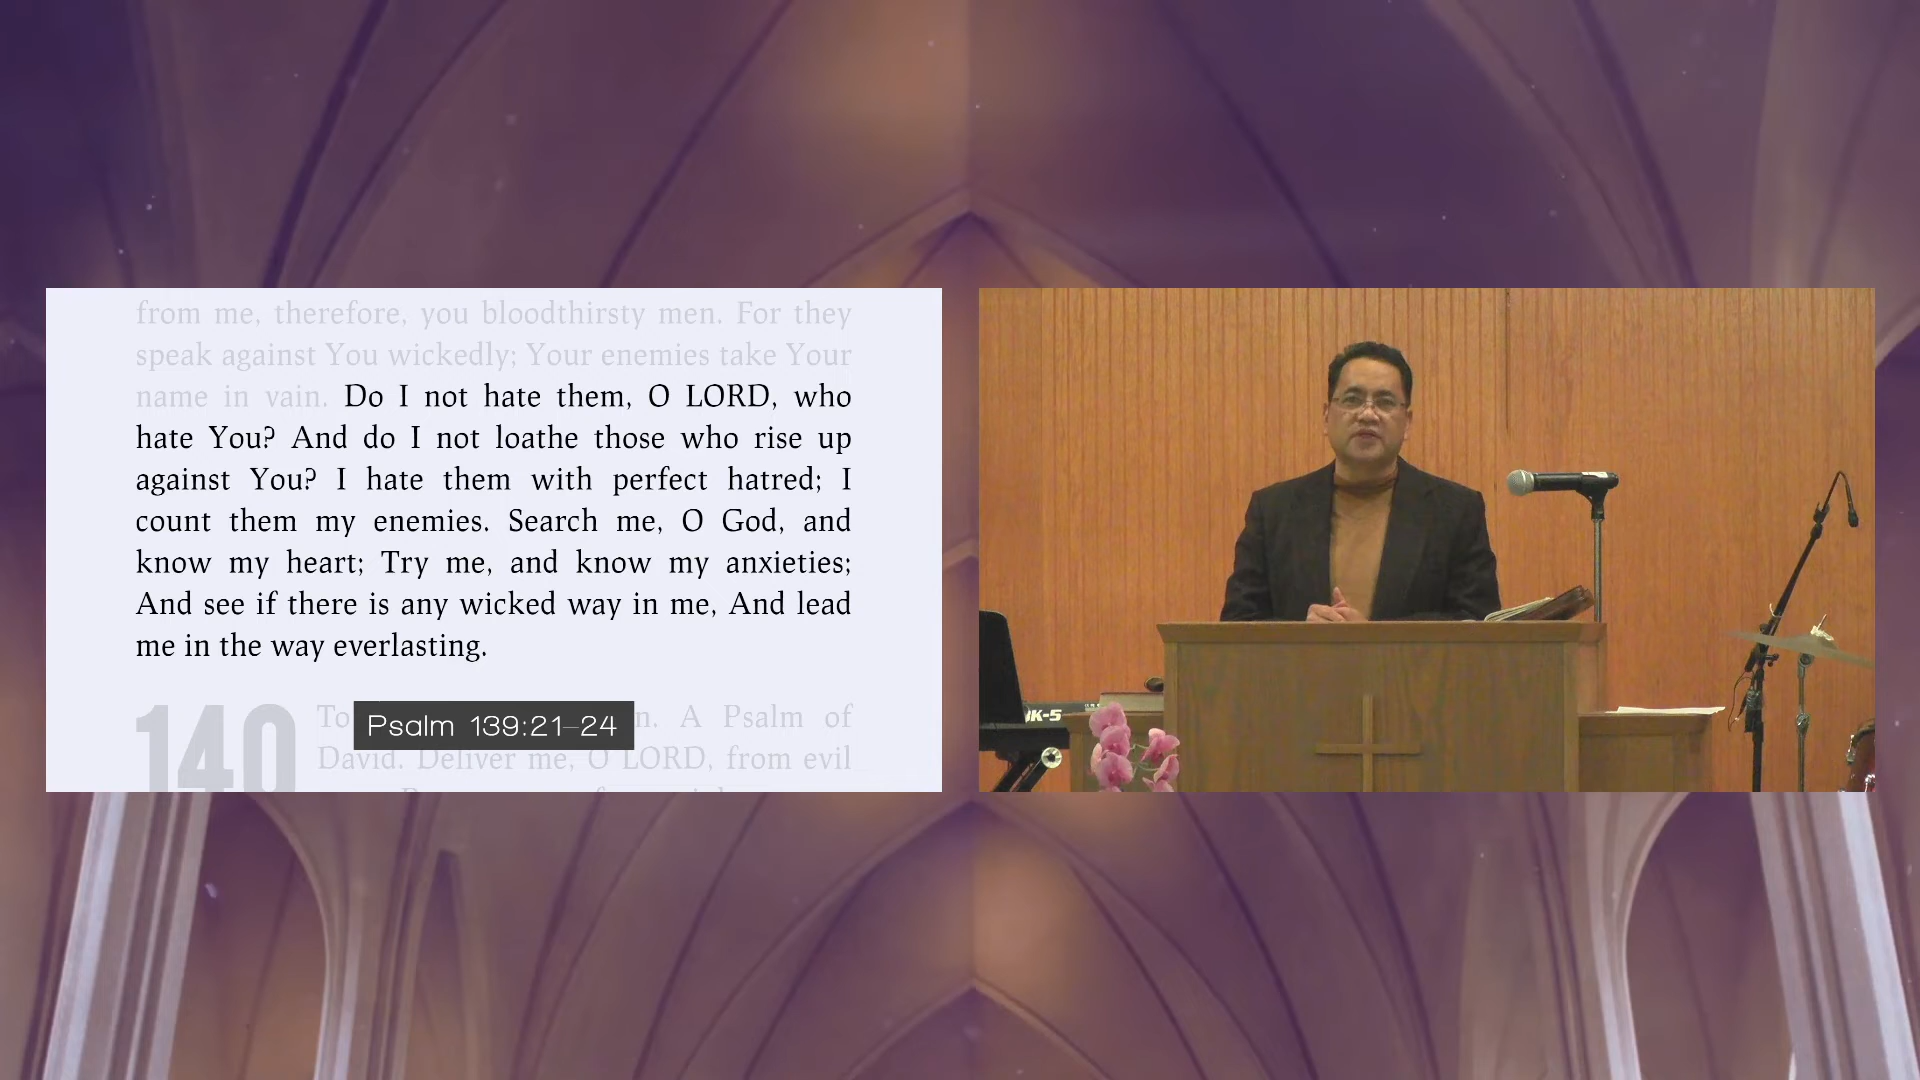 from me, therefore, you bloodthirsty men. For they
speak against You wickedly; Your enemies take Your
name in vain. Do I not hate them, O LORD, who
hate You? And do I not loathe those who rise up
against You? I hate them with perfect hatred; I
count them my enemies. Search me, O God, and
know my heart; Try me, and know my anxieties;
And see if there is any wicked way in me, And lead
me in the way everlasting.
140
To n. A Psalm of
Psalm 139:21–24
David. Deliver me, O LORD, from evil
JK-5